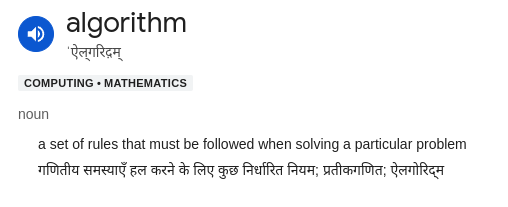 algorithm
ˈऐल्‌गरिद़म्
COMPUTING • MATHEMATICS
noun
a set of rules that must be followed when solving a particular problem
गणितीय समस्याएँ हल करने के लिए कुछ निर्धारित नियम; प्रतीकगणित; ऐलगोरिद्‌म